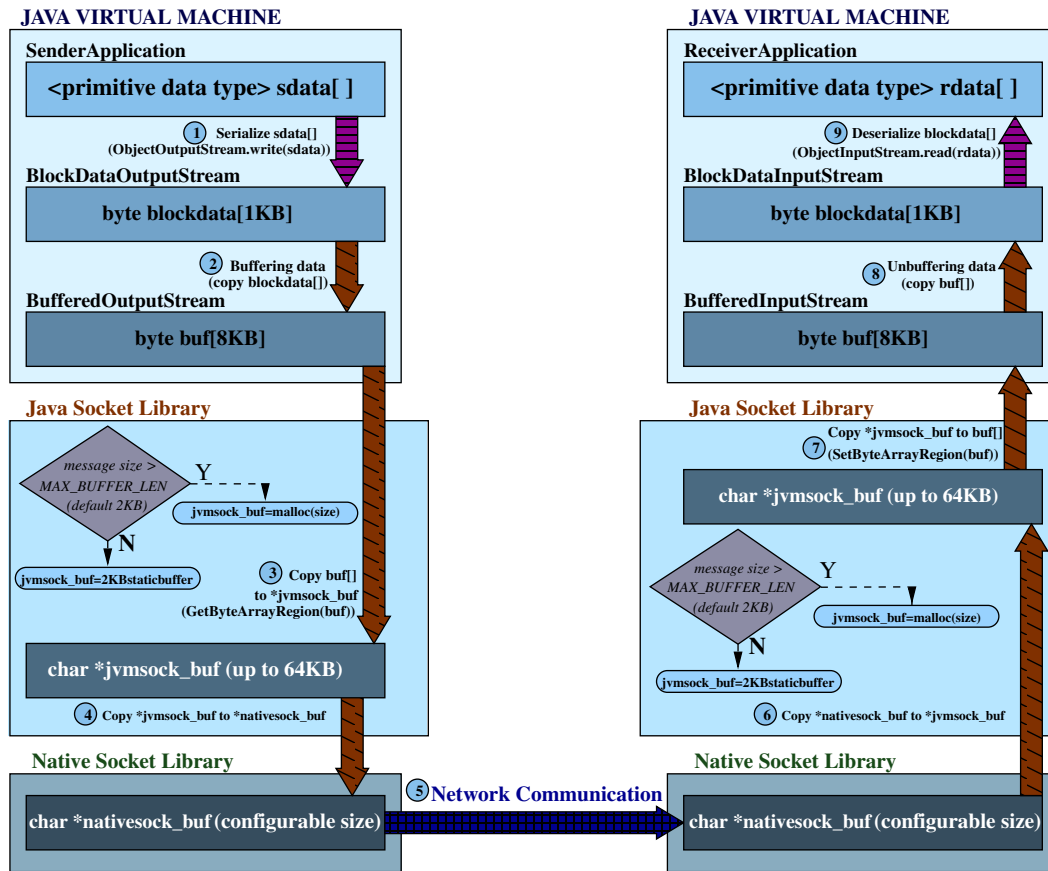 JAVA VIRTUAL MACHINE
SenderApplication
<primitive data type> sdata[ ]
1 Serialize sdata[]
(ObjectOutputStream.write(sdata))
BlockDataOutputStream
byte blockdata[1KB]
2 Buffering data
(copy blockdata[])
BufferedOutputStream
byte buf[8KB]
Java Socket Library
message size >
MAX_BUFFER_LEN
(default 2KB)
Y
jvmsock_buf=malloc(size)
N
jvmsock_buf=2KBstaticbuffer
3 Copy buf[]
to *jvmsock_buf
(GetByteArrayRegion(buf))
char *jvmsock_buf (up to 64KB)
4 Copy *jvmsock_buf to *nativesock_buf
Native Socket Library
char *nativesock_buf (configurable size)
5 Network Communication
JAVA VIRTUAL MACHINE
ReceiverApplication
<primitive data type> rdata[ ]
9 Deserialize blockdata[]
(ObjectInputStream.read(rdata))
BlockDataInputStream
byte blockdata[1KB]
8 Unbuffering data
(copy buf[])
BufferedInputStream
byte buf[8KB]
Java Socket Library
7 Copy *jvmsock_buf to buf[]
(SetByteArrayRegion(buf))
char *jvmsock_buf (up to 64KB)
message size >
MAX_BUFFER_LEN
(default 2KB)
Y
jvmsock_buf=malloc(size)
N
jvmsock_buf=2KBstaticbuffer
6 Copy *nativesock_buf to *jvmsock_buf
Native Socket Library
char *nativesock_buf (configurable size)